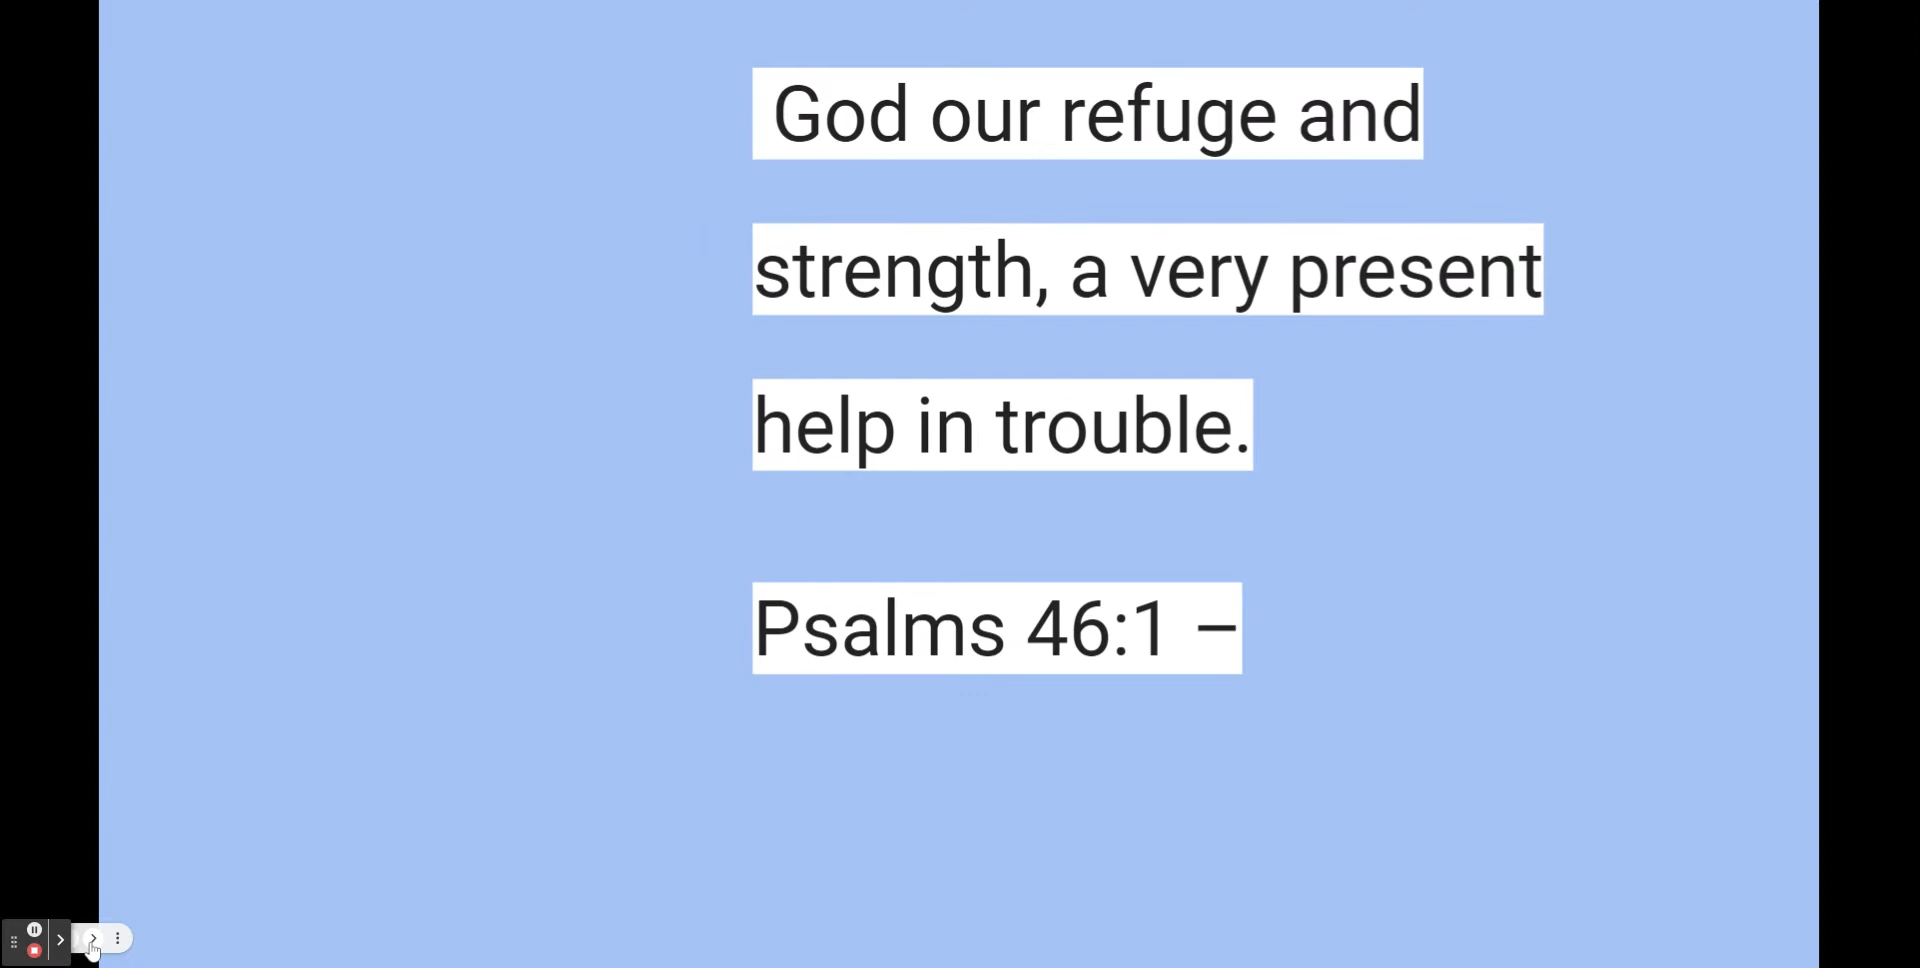 God our refuge and
strength, a very present
help in trouble.
Psalms 46:1 –